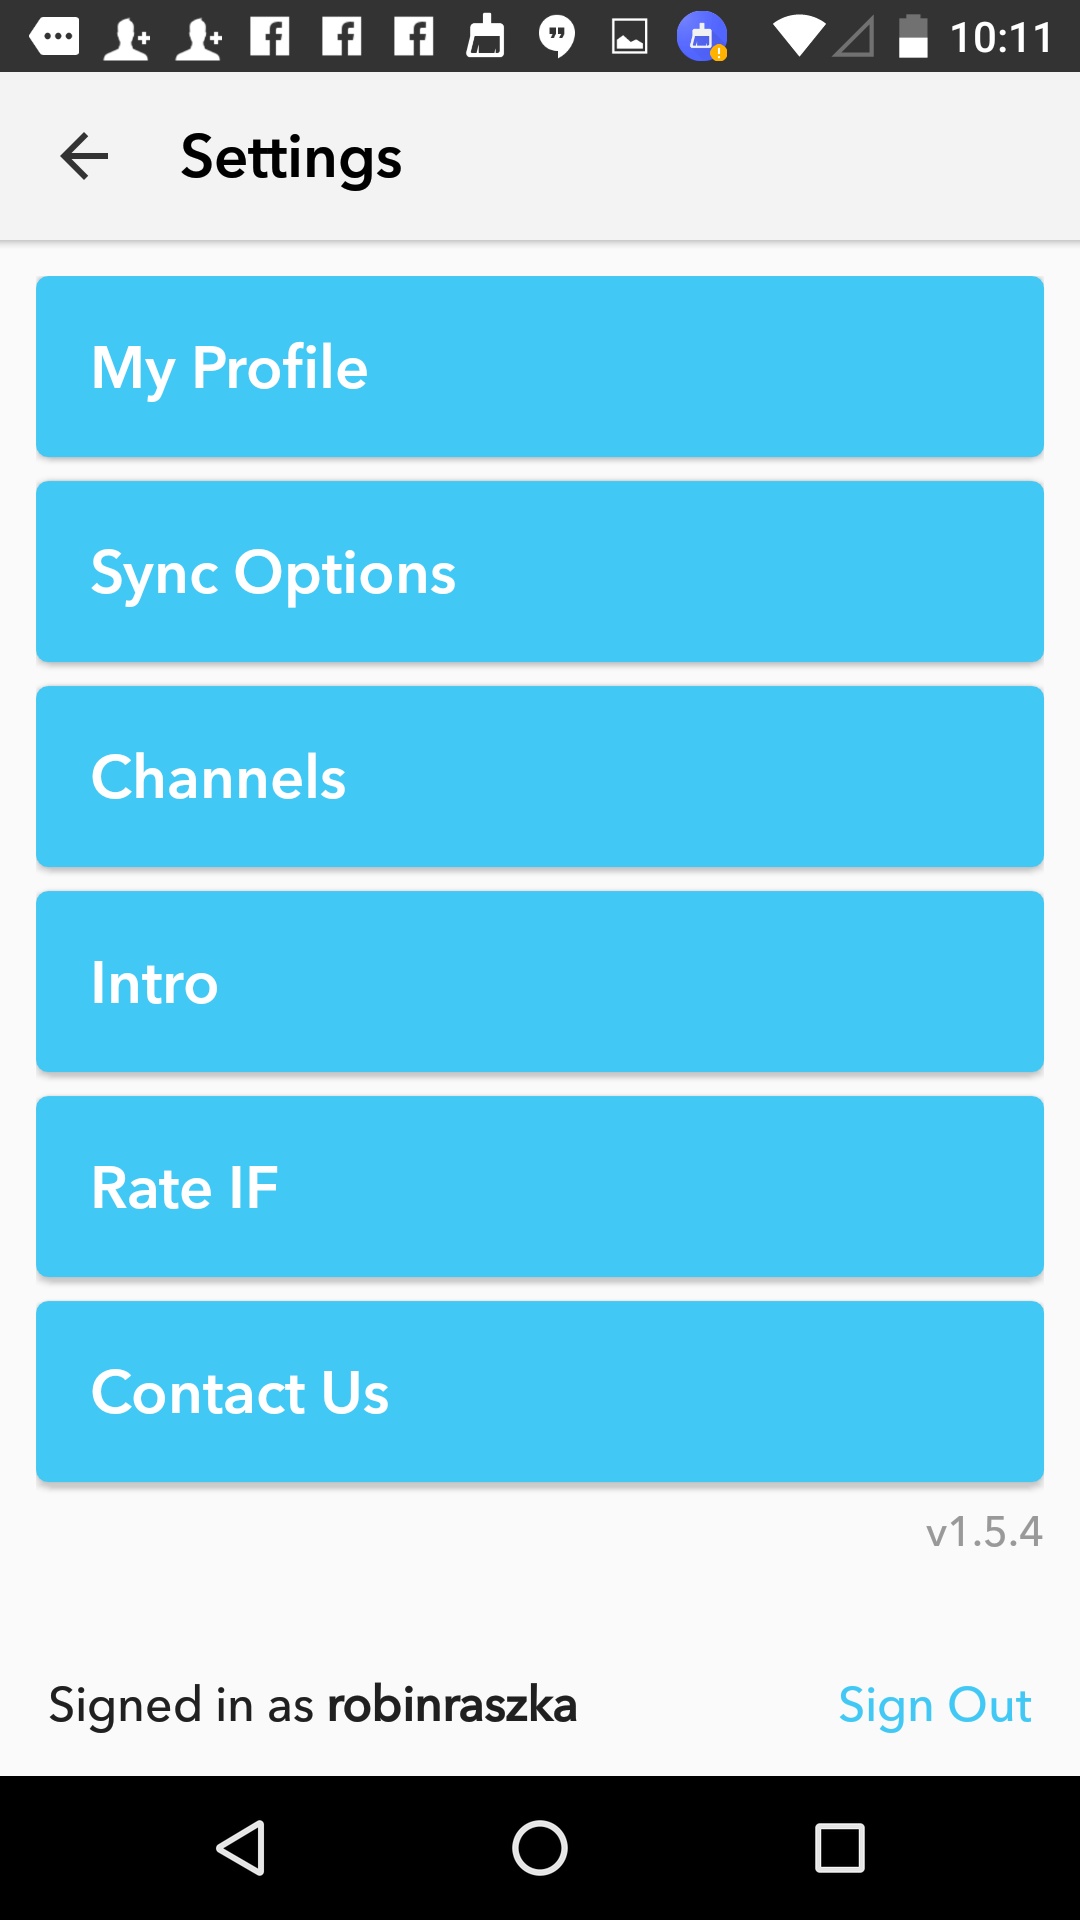 10:11
Settings
My Profile
Sync Options
Channels
Intro
Rate IF
Contact Us
v1.5.4
Signed in as robinraszka
Sign Out